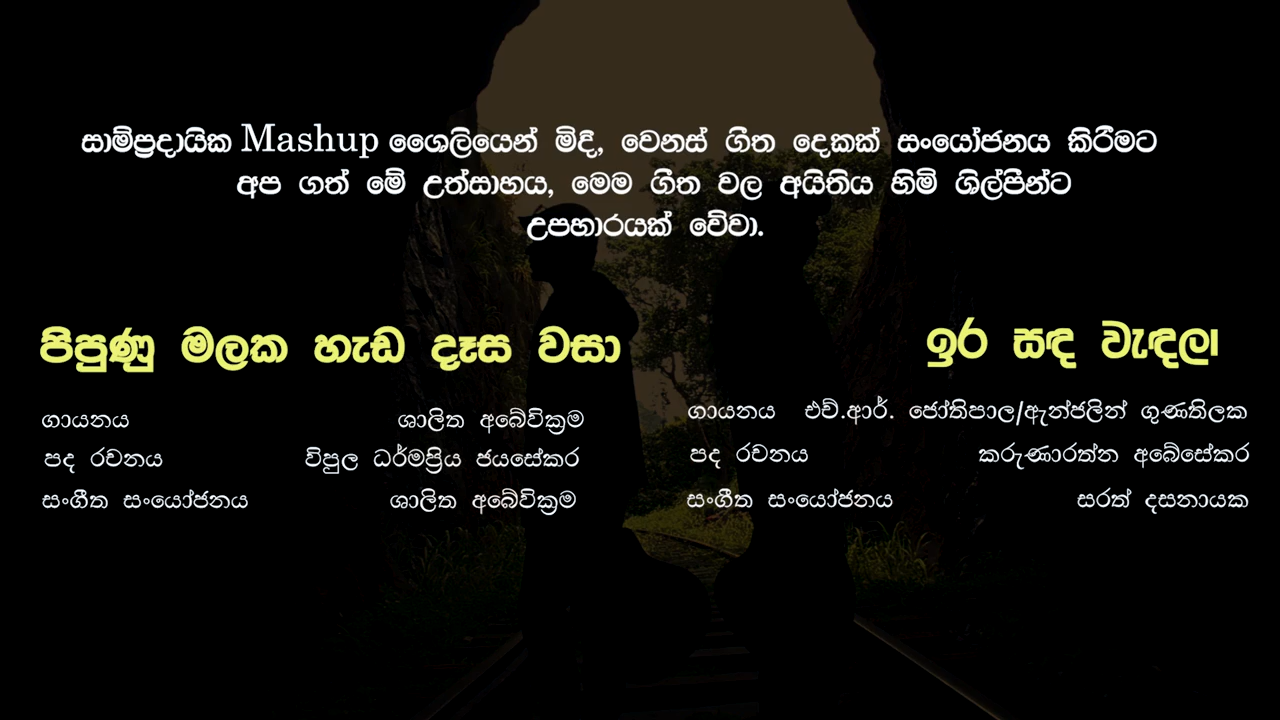 සාම්ප්‍රදායික Mashup ශෛලියෙන් මිදී, වෙනස් ගීත දෙකක් සංයෝජනය කිරීමට
අප ගත් මේ උත්සාහය, මෙම ගීත වල අයිතිය හිමි ශිල්පීන්ට
උපහාරයක් වේවා.
පිපුණු මලක හැඩ දෑස වසා
ගායනය ශාලිත අබේවික්‍රම
පද රචනය විපුල ධර්මප්‍රිය ජයසේකර
සංගීත සංයෝජනය ශාලිත අබේවික්‍රම
ඉර සඳ වැඳලා
ගායනය එච්.ආර්. ජෝතිපාල/ඇන්ජලින් ගුණතිලක
පද රචනය කරුණාරත්න අබේසේකර
සංගීත සංයෝජනය සරත් දසනායක